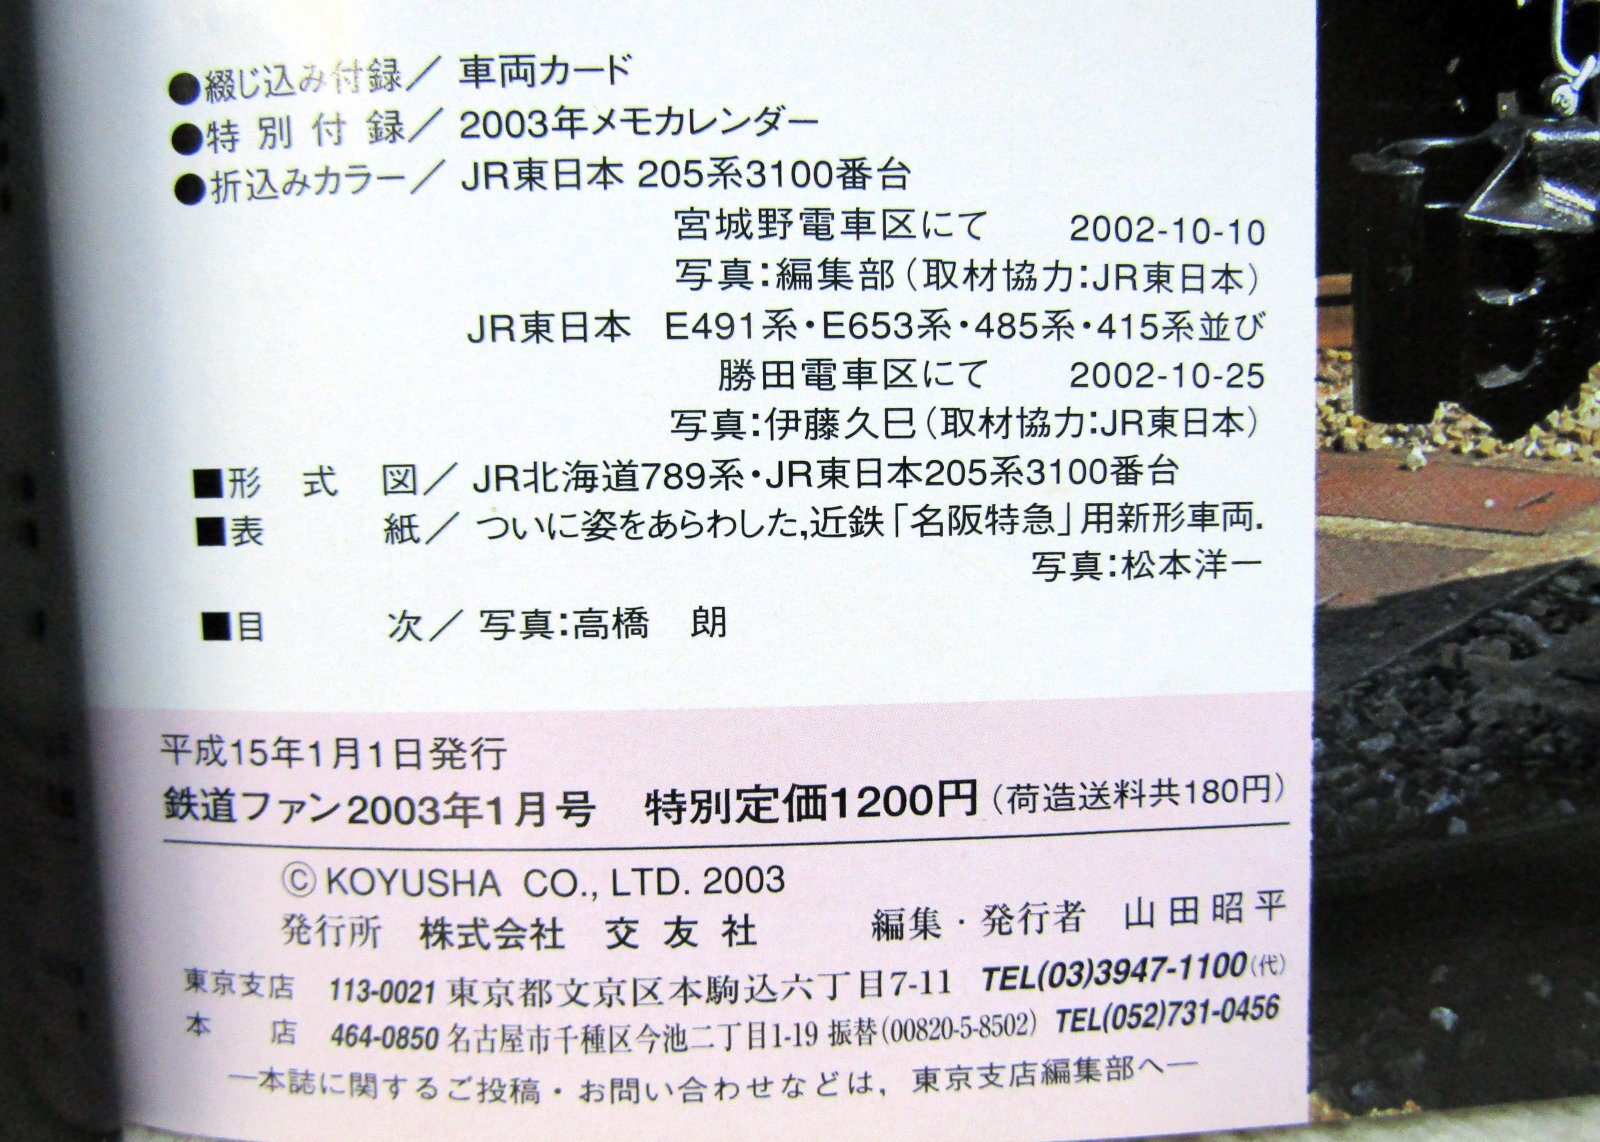 ●綴じ込み付録／ 車両カード
●特別付録／ 2003年メモカレンダー
●折込みカラー／ JR東日本 205系3100番台
宮城野電車区にて 2002-10-10
写真：編集部（取材協力：JR東日本）
JR東日本 E491系・E653系・485系・415系並び
勝田電車区にて 2002-10-25
写真：伊藤久巳（取材協力：JR東日本）
■形式図／ JR北海道789系・JR東日本205系3100番台
■表紙／ ついに姿をあらわした，近鉄「名阪特急」用新形車両．
写真：松本洋一
■目次／ 写真：高橋 朗
平成15年1月1日発行
鉄道ファン2003年1月号 特別定価1200円（荷造送料共180円）
©KOYUSHA CO., LTD. 2003
発行所 株式会社 交友社 編集・発行者 山田昭平
東京支店 113-0021 東京都文京区本駒込六丁目7-11 TEL(03)3947-1100(代)
本店 464-0850 名古屋市千種区今池二丁目1-19 振替(00820-5-8502) TEL(052)731-0456
―本誌に関するご投稿・お問い合わせなどは，東京支店編集部へ―